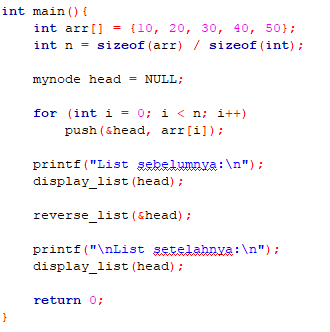 int main(){
    int arr[] = {10, 20, 30, 40, 50};
    int n = sizeof(arr) / sizeof(int);
    mynode head = NULL;
    for (int i = 0; i < n; i++)
        push(&head, arr[i]);
    printf("List sebelumnya:\n");
    display_list(head);
    reverse_list(&head);
    printf("\nList setelahnya:\n");
    display_list(head);
    return 0;
}